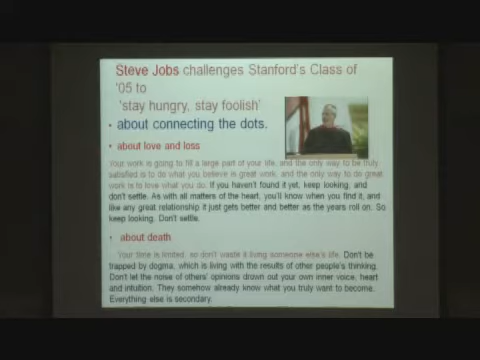 Steve Jobs challenges Stanford's Class of
'05 to
'stay hungry, stay foolish'
• about connecting the dots.
• about love and loss
Your work is going to fill a large part of your life, and the only way to be truly
satisfied is to do what you believe is great work, and the only way to do great
work is to love what you do. If you haven't found it yet, keep looking, and
don't settle. As with all matters of the heart, you'll know when you find it, and
like any great relationship it just gets better and better as the years roll on. So
keep looking. Don't settle.
• about death
Your time is limited, so don't waste it living someone else's life. Don't be
trapped by dogma, which is living with the results of other people's thinking.
Don't let the noise of others' opinions drown out your own inner voice, heart
and intuition. They somehow already know what you truly want to become.
Everything else is secondary.